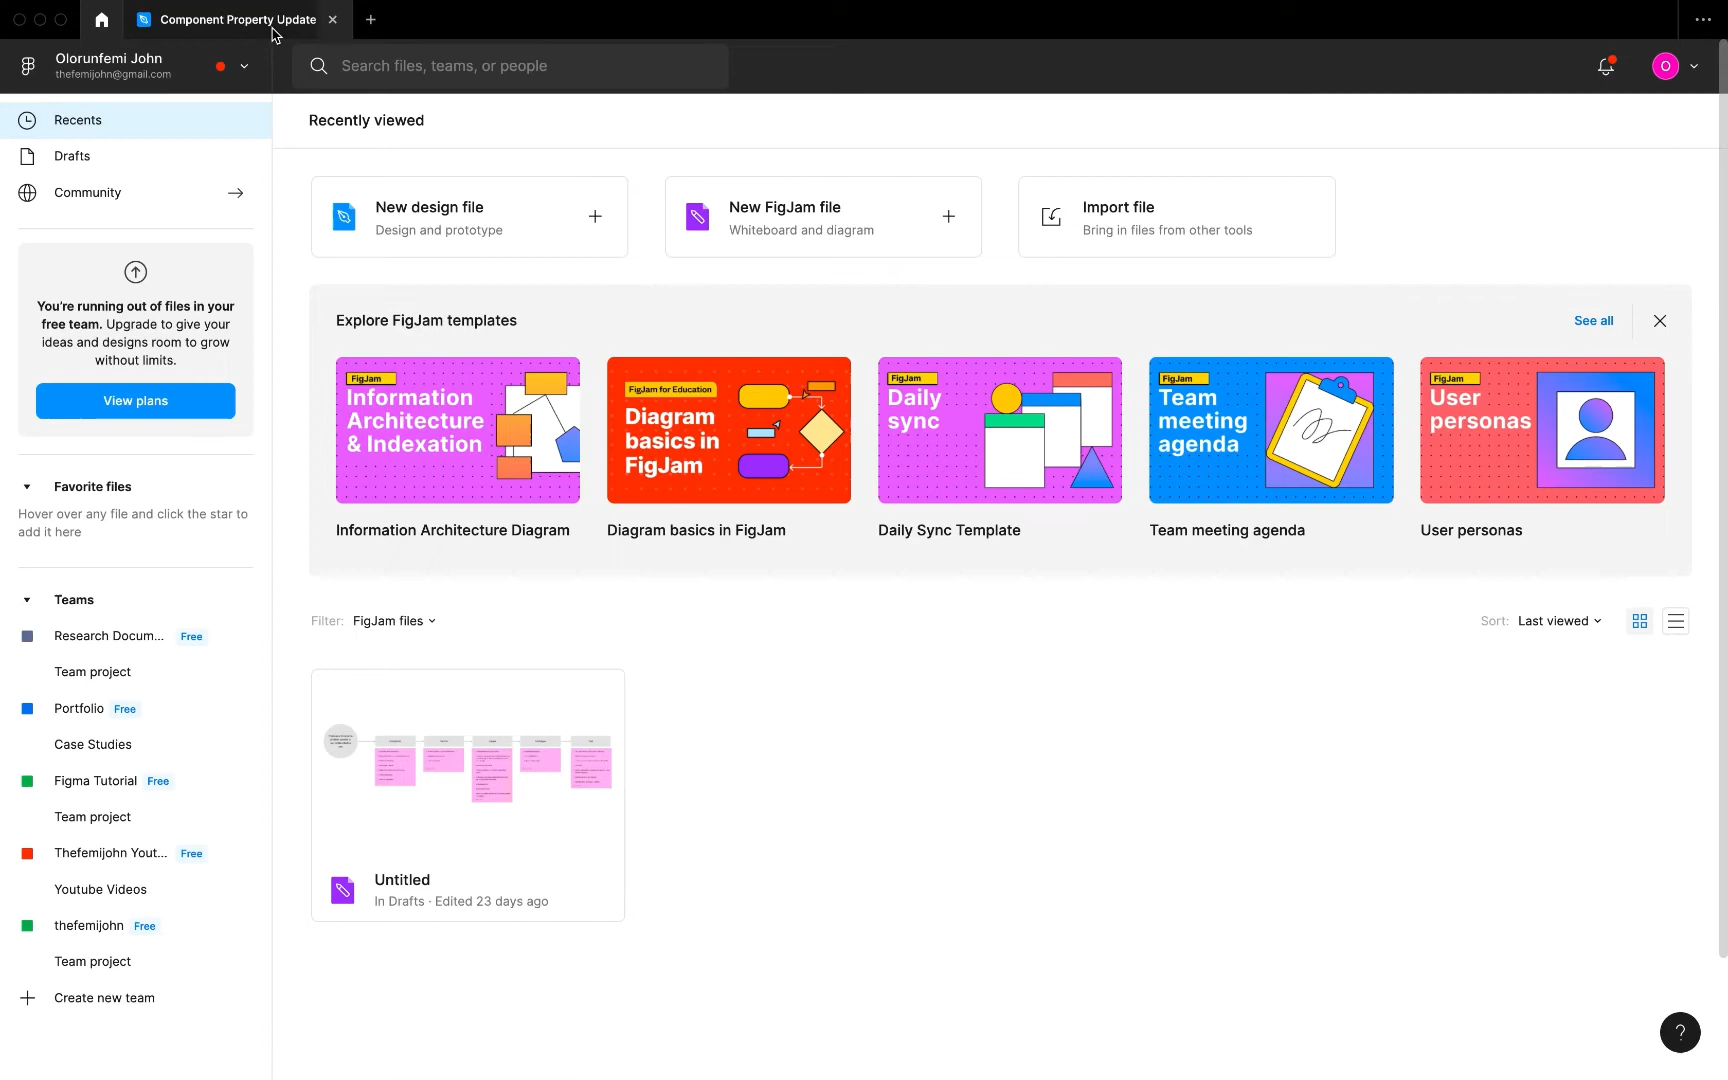 Component Property Update
Olorunfemi John
thefemijohn@gmail.com
Search files, teams, or people
O
Recents
Drafts
Community
You're running out of files in your
free team. Upgrade to give your
ideas and designs room to grow
without limits.
View plans
Favorite files
Hover over any file and click the star to
add it here
Teams
Research Docum... Free
Team project
Portfolio Free
Case Studies
Figma Tutorial Free
Team project
Thefemijohn Yout... Free
Youtube Videos
thefemijohn Free
Team project
Create new team
Recently viewed
New design file
Design and prototype
New FigJam file
Whiteboard and diagram
Import file
Bring in files from other tools
Explore FigJam templates
See all
FigJam
Information
Architecture
& Indexation
Information Architecture Diagram
FigJam for Education
Diagram
basics in
FigJam
Diagram basics in FigJam
FigJam
Daily
sync
Daily Sync Template
FigJam
Team
meeting
agenda
Team meeting agenda
FigJam
User
personas
User personas
Filter: FigJam files
Sort: Last viewed
Untitled
In Drafts · Edited 23 days ago
?